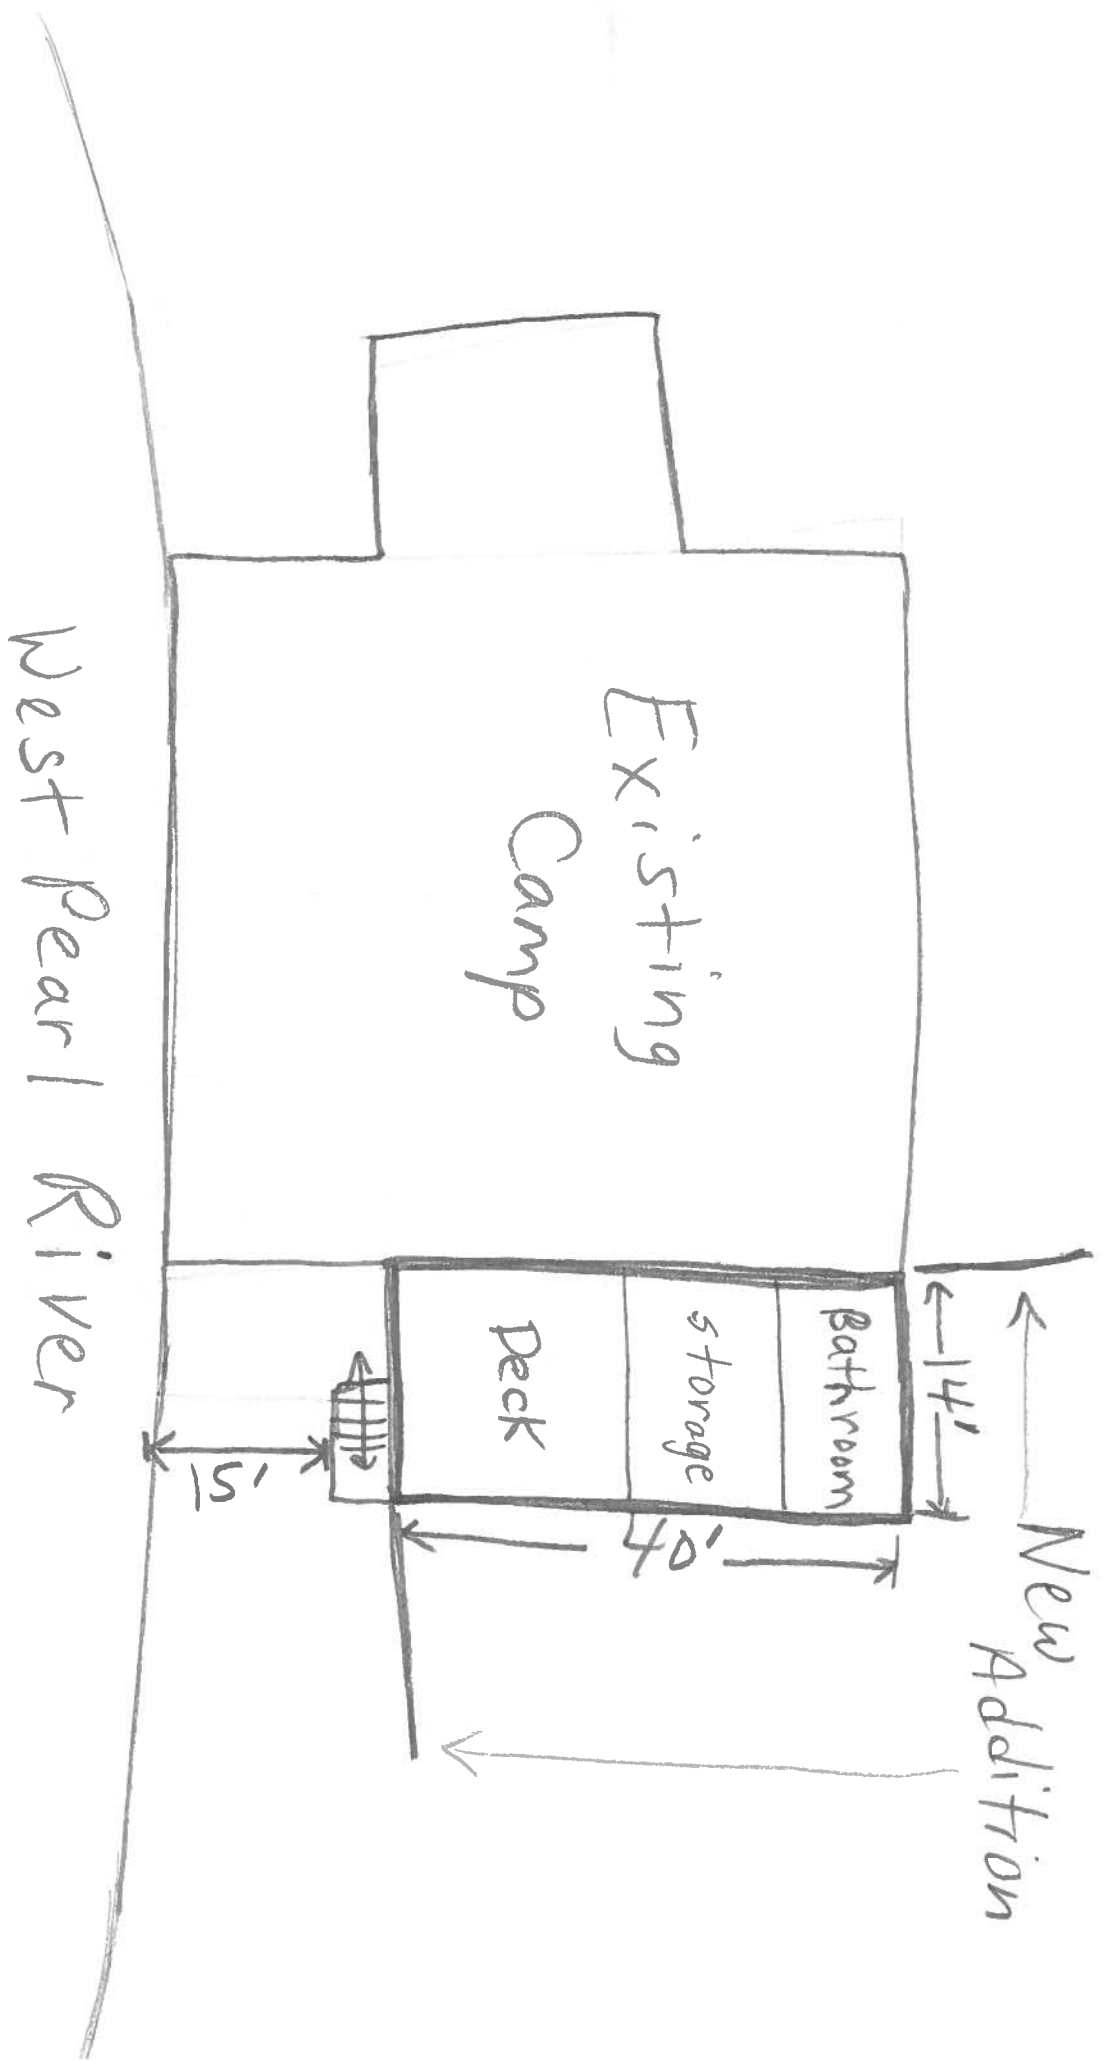 New
Addition
14'
Bathroom
Storage
40'
Existing
Camp
Deck
15'
West Pearl River